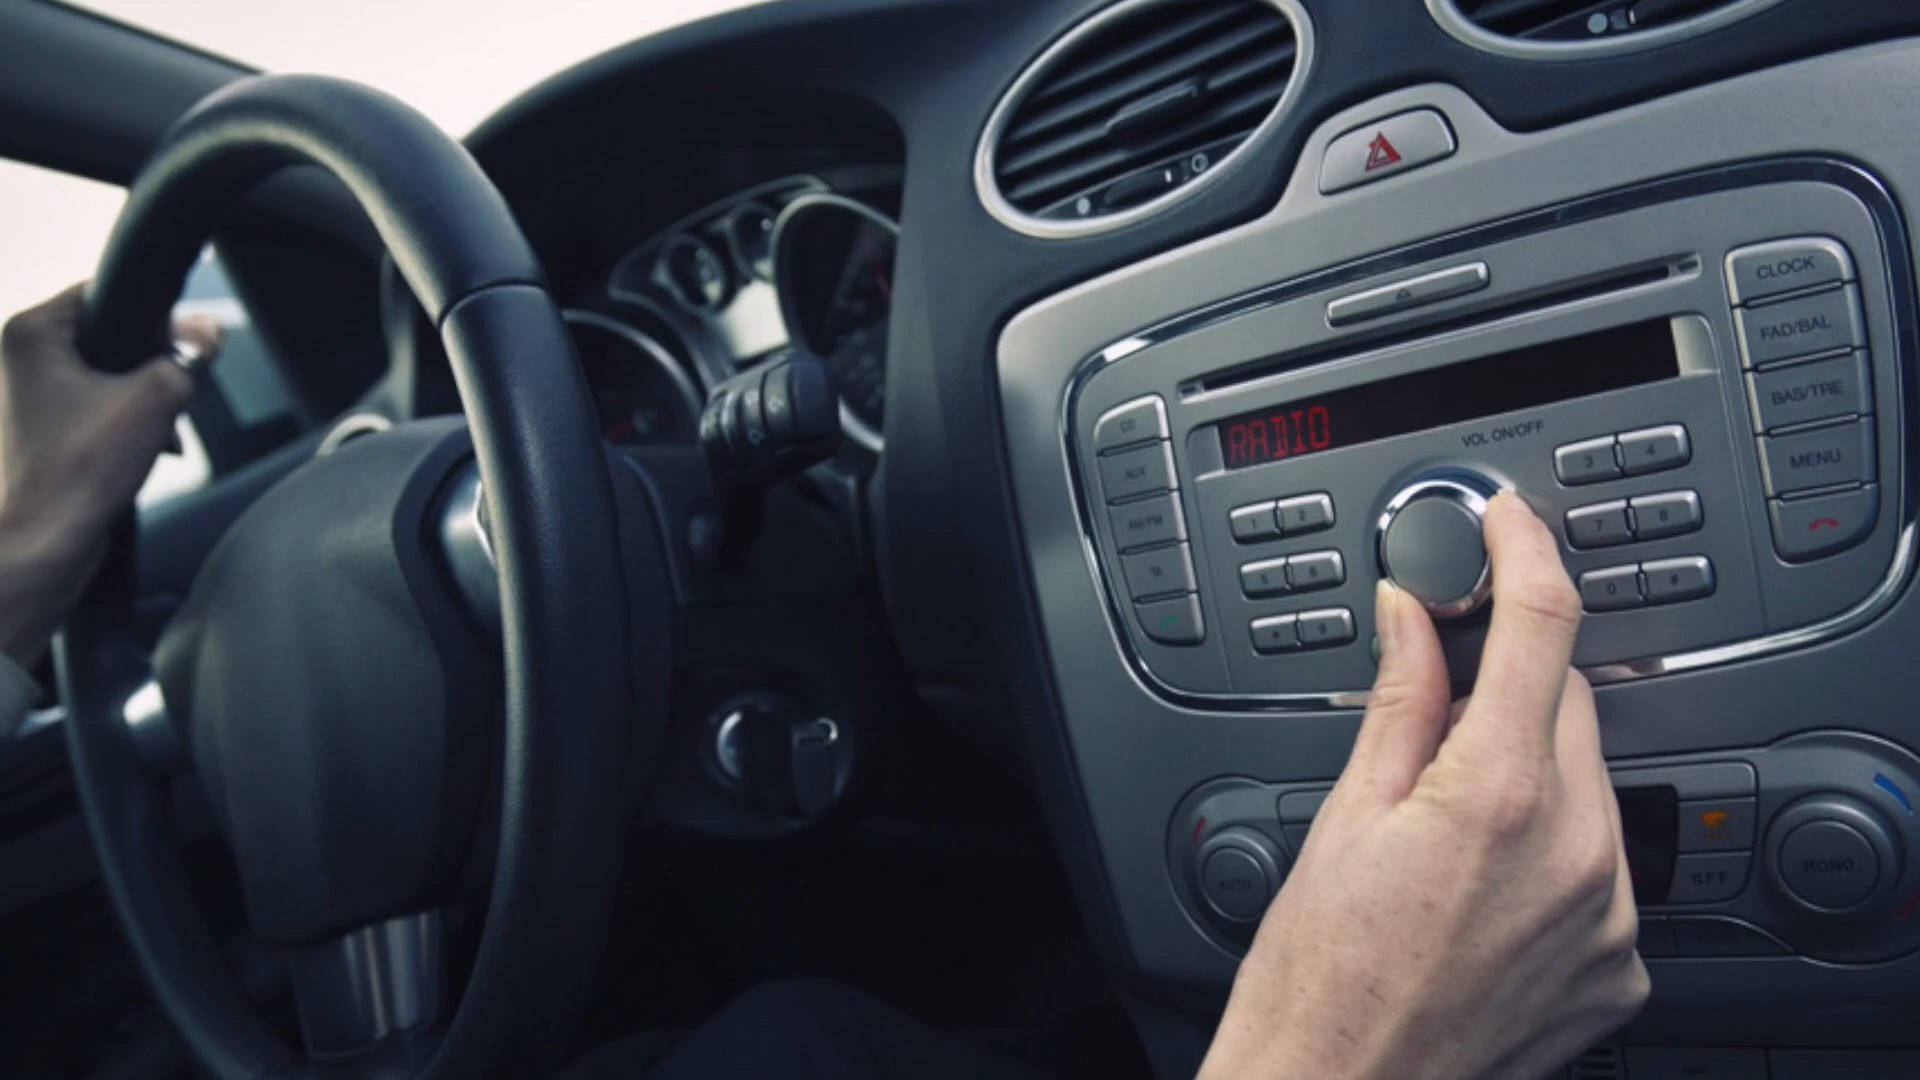 CLOCK
FAD/BAL
BAS/TRE
MENU
RADIO
VOL ON/OFF
CD
AUX
AM/FM
TA
1 2
3 4
5 6
7 8
* 9
0 #
AUTO
OFF
MONO